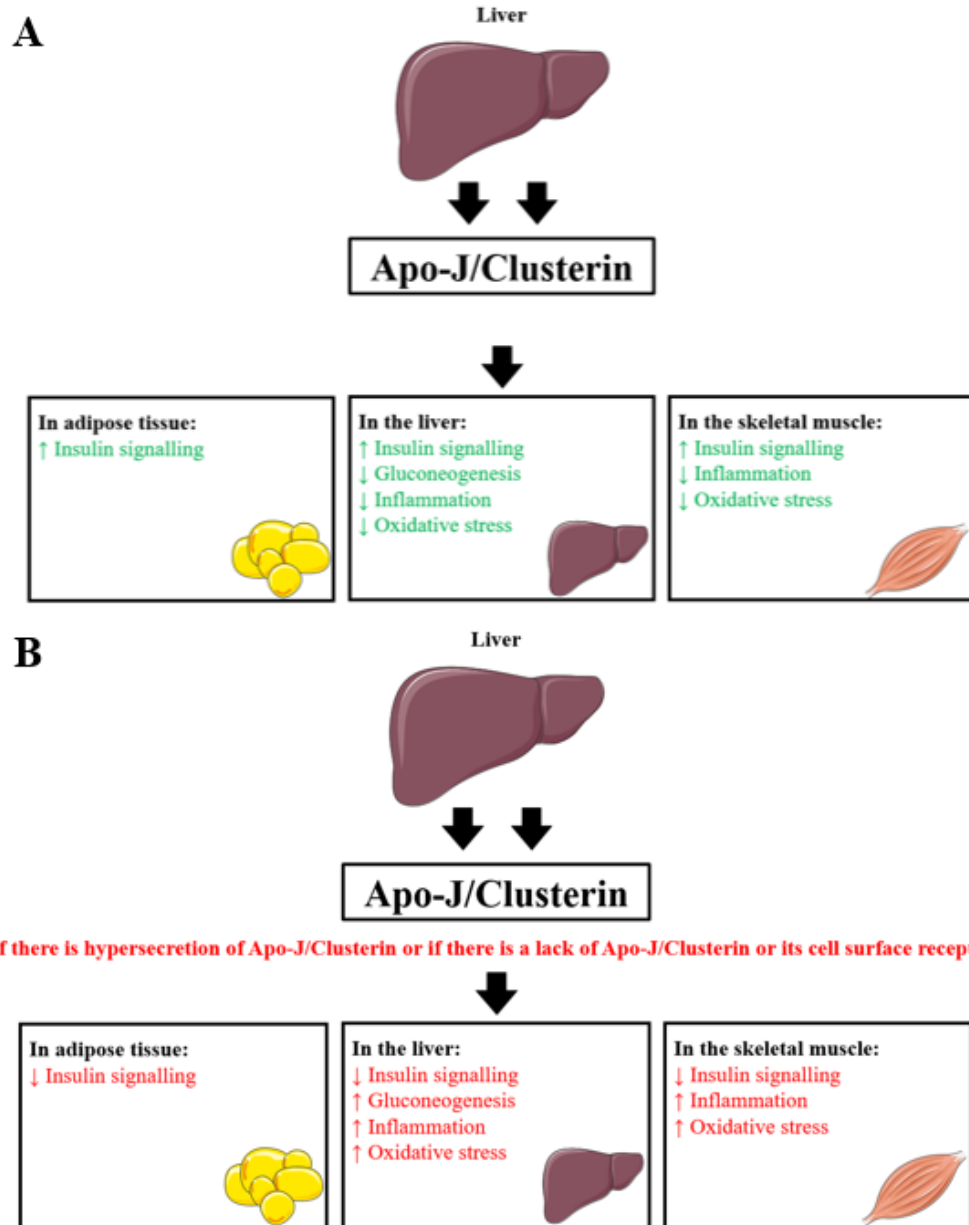 A
Liver
Apo-J/Clusterin
In adipose tissue:
↑ Insulin signalling
In the liver:
↑ Insulin signalling
↓ Gluconeogenesis
↓ Inflammation
↓ Oxidative stress
In the skeletal muscle:
↑ Insulin signalling
↓ Inflammation
↓ Oxidative stress
B
Liver
Apo-J/Clusterin
f there is hypersecretion of Apo-J/Clusterin or if there is a lack of Apo-J/Clusterin or its cell surface
In adipose tissue:
↓ Insulin signalling
In the liver:
↓ Insulin signalling
↑ Gluconeogenesis
↑ Inflammation
↑ Oxidative stress
In the skeletal muscle:
↓ Insulin signalling
↑ Inflammation
↑ Oxidative stress